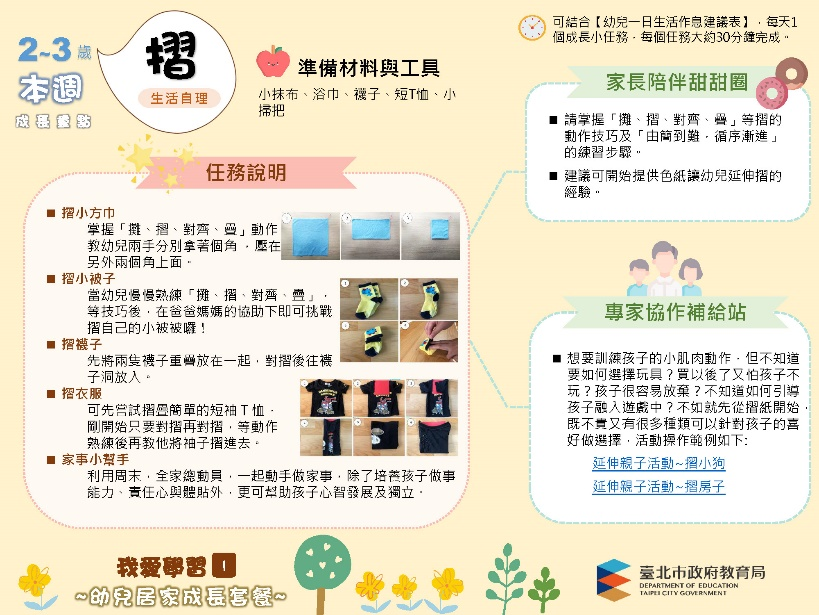 2~3歲
本週
成長重點
摺
生活自理
準備材料與工具
小抹布、浴巾、襪子、短T恤、小
掃把
可結合【幼兒一日生活作息建議表】，每天1
個成長小任務，每個任務大約30分鐘完成。
任務說明
■ 摺小方巾
掌握「攤、摺、對齊、疊」動作
教幼兒兩手分別拿著個角，壓在
另外兩個角上面。
■ 摺小被子
當幼兒慢慢熟練「攤、摺、對齊、疊」，
等技巧後，在爸爸媽媽的協助下即可挑戰
摺自己的小被被囉！
■ 摺襪子
先將兩隻襪子重疊放在一起，對摺後往襪
子洞放入。
■ 摺衣服
可先嘗試摺疊簡單的短袖T恤，
剛開始只要對摺再對摺，等動作
熟練後再教他將袖子摺進去。
■ 家事小幫手
利用周末，全家總動員，一起動手做家事，除了培養孩子做事
能力、責任心與體貼外，更可幫助孩子心智發展及獨立。
家長陪伴甜甜圈
■ 請掌握「攤、摺、對齊、疊」等摺的
動作技巧及「由簡到難，循序漸進」
的練習步驟。
■ 建議可開始提供色紙讓幼兒延伸摺的
經驗。
專家協作補給站
■ 想要訓練孩子的小肌肉動作，但不知道
要如何選擇玩具？買以後了又怕孩子不
玩？孩子很容易放棄？不知道如何引導
孩子融入遊戲中？不如就先從摺紙開始，
既不貴又有很多種類可以針對孩子的喜
好做選擇，活動操作範例如下:
延伸親子活動~摺小狗
延伸親子活動~摺房子
我愛學習1
~幼兒居家成長套餐~
臺北市政府教育局
DEPARTMENT OF EDUCATION
TAIPEI CITY GOVERNMENT